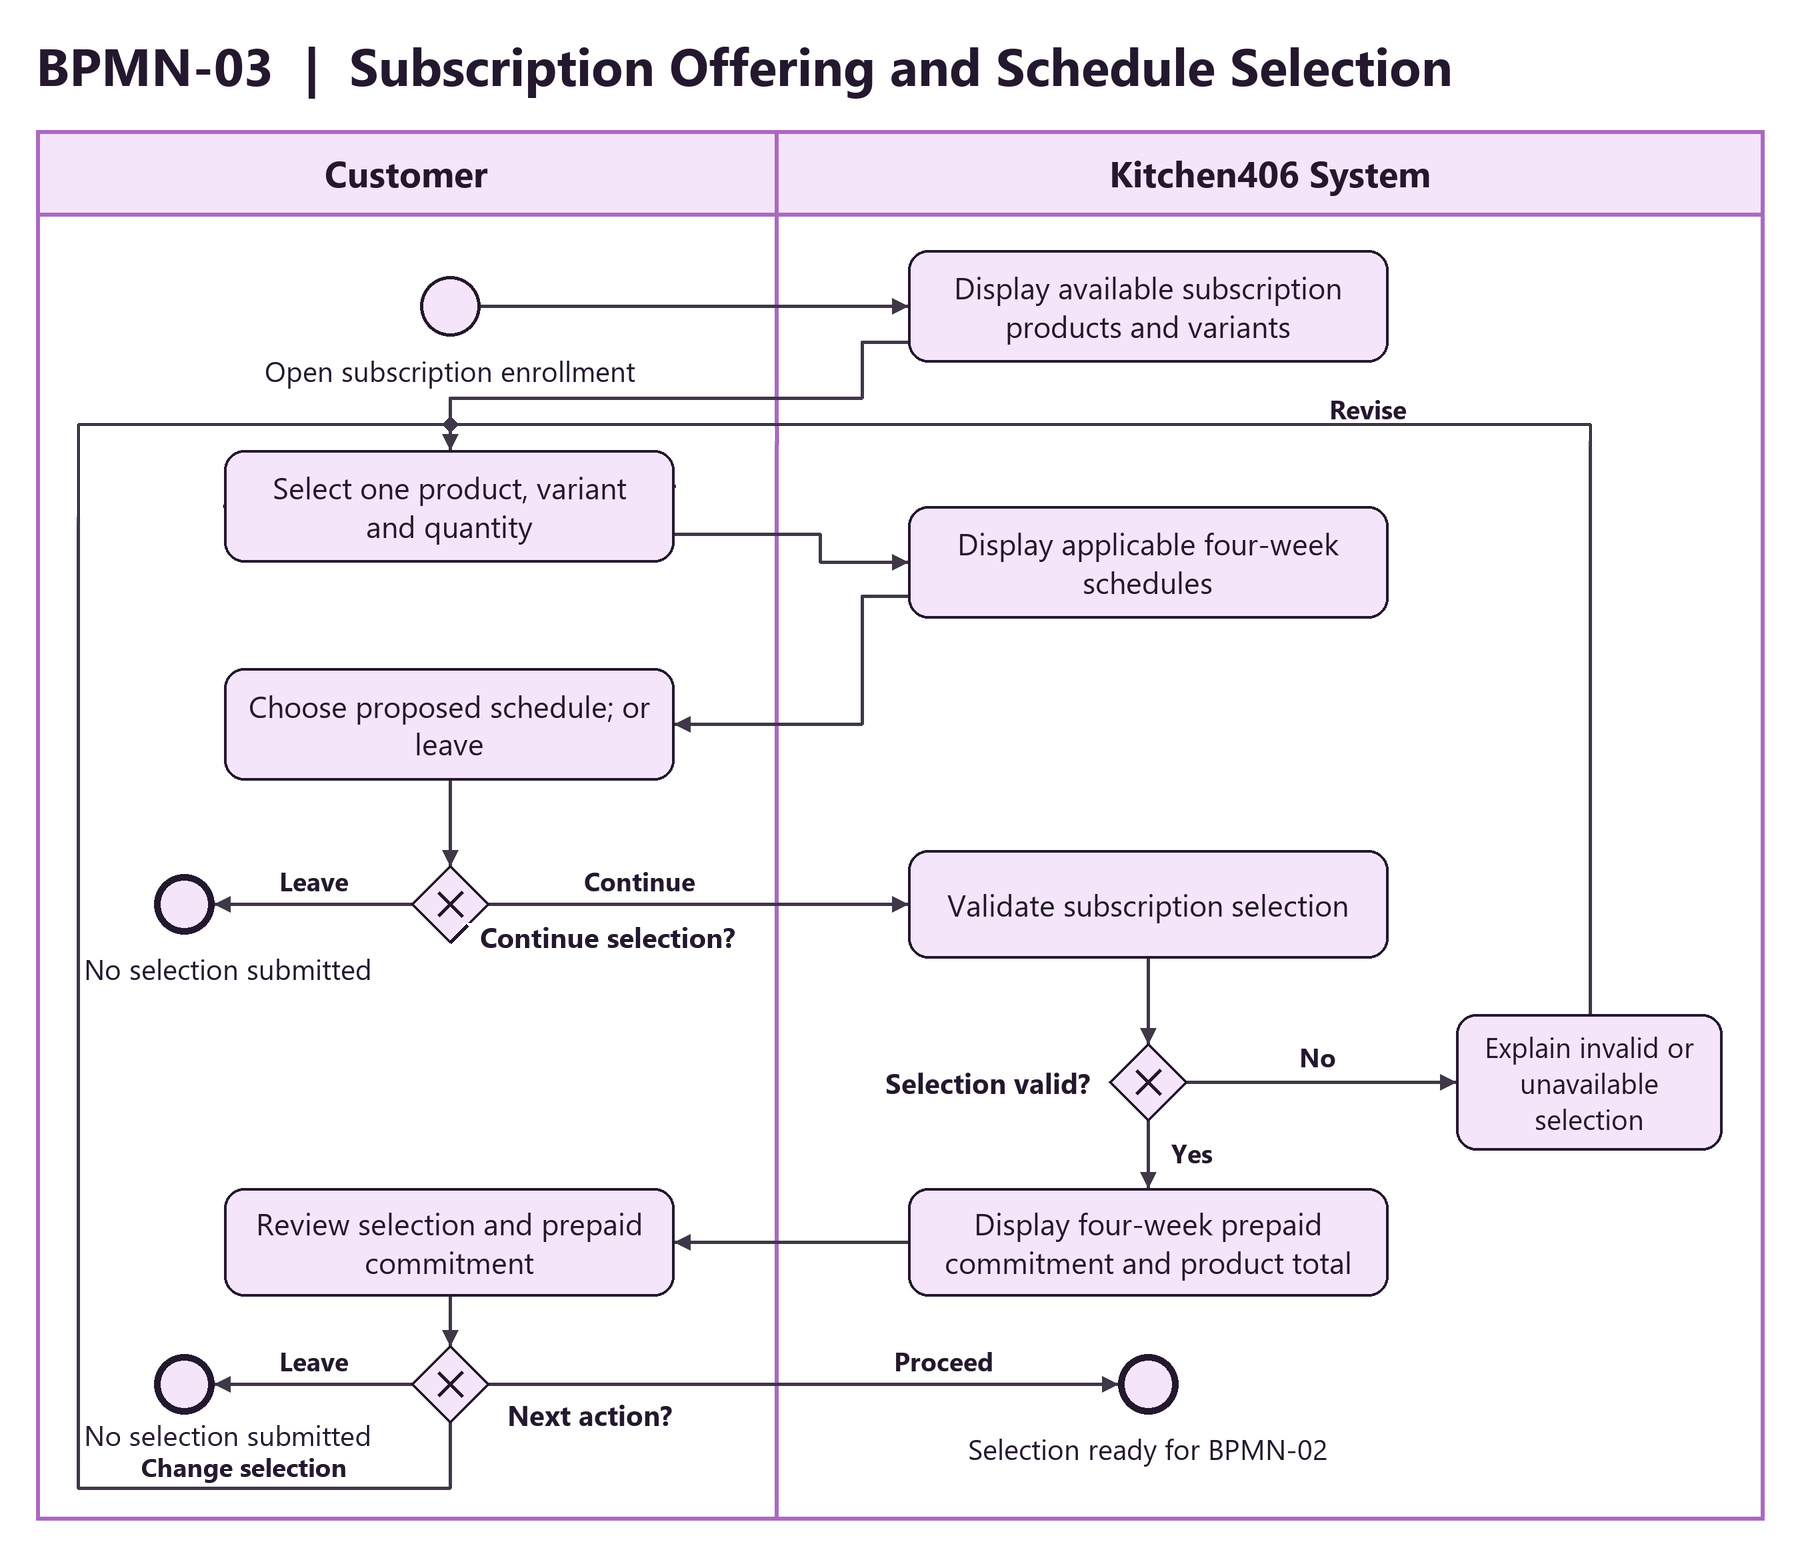 BPMN-03 | Subscription Offering and Schedule Selection
Customer
Kitchen406 System
Display available subscription
products and variants
Open subscription enrollment
Revise
Select one product, variant
and quantity
Display applicable four-week
schedules
Choose proposed schedule; or
leave
Leave
Continue
Validate subscription selection
Continue selection?
No selection submitted
Explain invalid or
unavailable
selection
No
Selection valid?
Yes
Review selection and prepaid
commitment
Display four-week prepaid
commitment and product total
Leave
Proceed
Next action?
No selection submitted
Selection ready for BPMN-02
Change selection